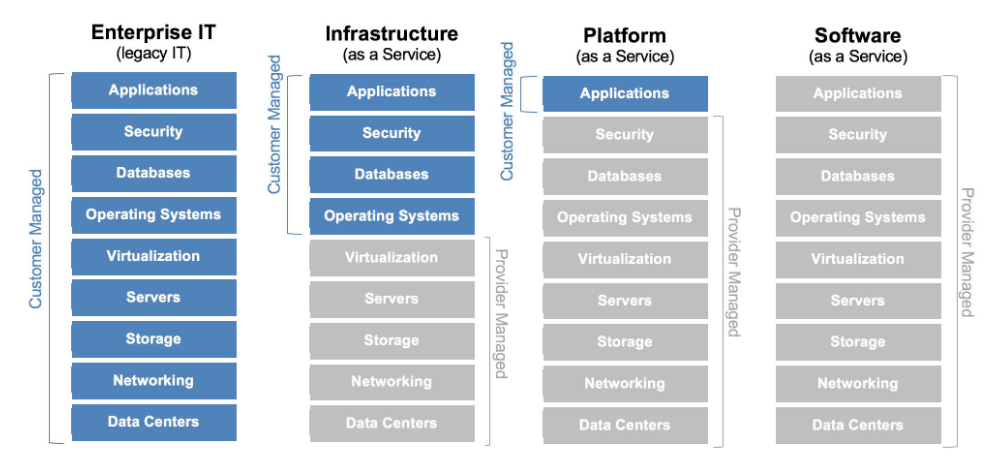 Enterprise IT
(legacy IT)
Customer Managed
Applications
Security
Databases
Operating Systems
Virtualization
Servers
Storage
Networking
Data Centers
Infrastructure
(as a Service)
Customer Managed
Applications
Security
Databases
Operating Systems
Virtualization
Servers
Storage
Networking
Data Centers
Provider Managed
Platform
(as a Service)
Customer Managed
Applications
Security
Databases
Operating Systems
Virtualization
Servers
Storage
Networking
Data Centers
Provider Managed
Software
(as a Service)
Applications
Security
Databases
Operating Systems
Virtualization
Servers
Storage
Networking
Data Centers
Provider Managed